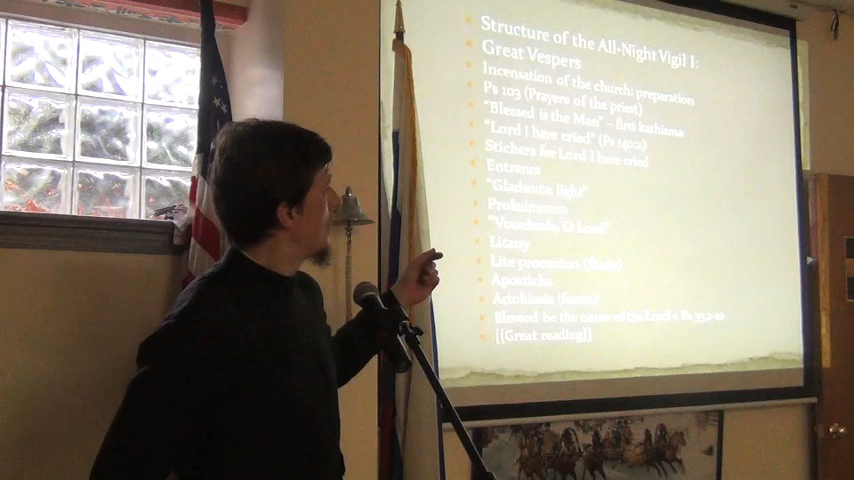 Structure of the All-Night Vigil I:
Great Vespers
Incensation of the church: preparation
Ps 103 (Prayers of the priest)
"Blessed is the Man" – first kathisma
"Lord I have cried" (Ps 140:1)
Stichera for Lord I have cried
Entrance
"Gladsome light"
Prokeimenon
"Vouchsafe, O Lord"
Litany
Lite procession (feasts)
Aposticha
Artoklasia (feasts)
Blessed be the name of the Lord + Ps 33:2-10
[[Great reading]]